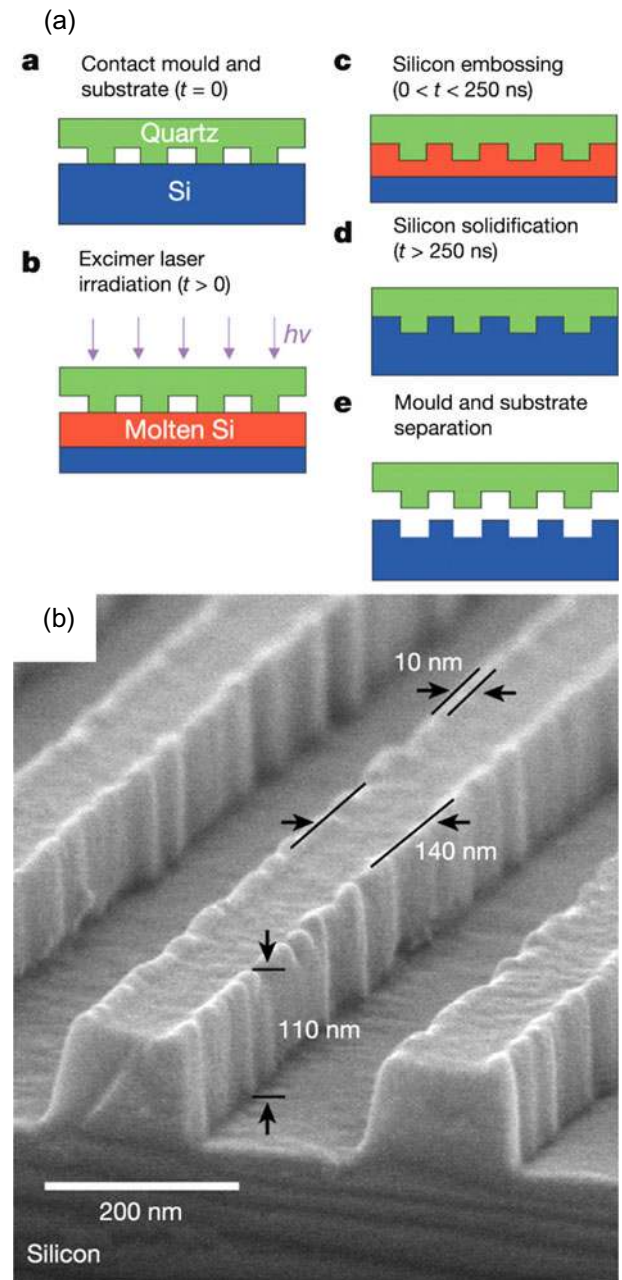 (a)
a
Contact mould and
substrate (t = 0)
Quartz
Si
b
Excimer laser
irradiation (t > 0)
hν
Molten Si
c
Silicon embossing
(0 < t < 250 ns)
d
Silicon solidification
(t > 250 ns)
e
Mould and substrate
separation
(b)
10 nm
140 nm
110 nm
200 nm
Silicon